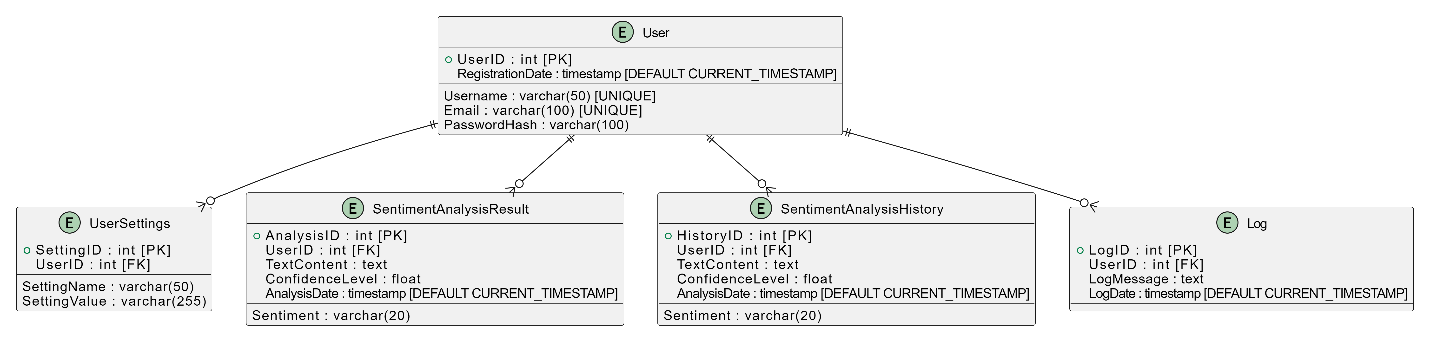 E User
UserID : int [PK]
RegistrationDate : timestamp [DEFAULT CURRENT_TIMESTAMP]
Username : varchar(50) [UNIQUE]
Email : varchar(100) [UNIQUE]
PasswordHash : varchar(100)
E UserSettings
SettingID : int [PK]
UserID : int [FK]
SettingName : varchar(50)
SettingValue : varchar(255)
E SentimentAnalysisResult
AnalysisID : int [PK]
UserID : int [FK]
TextContent : text
ConfidenceLevel : float
AnalysisDate : timestamp [DEFAULT CURRENT_TIMESTAMP]
Sentiment : varchar(20)
E SentimentAnalysisHistory
HistoryID : int [PK]
UserID : int [FK]
TextContent : text
ConfidenceLevel : float
AnalysisDate : timestamp [DEFAULT CURRENT_TIMESTAMP]
Sentiment : varchar(20)
E Log
LogID : int [PK]
UserID : int [FK]
LogMessage : text
LogDate : timestamp [DEFAULT CURRENT_TIMESTAMP]